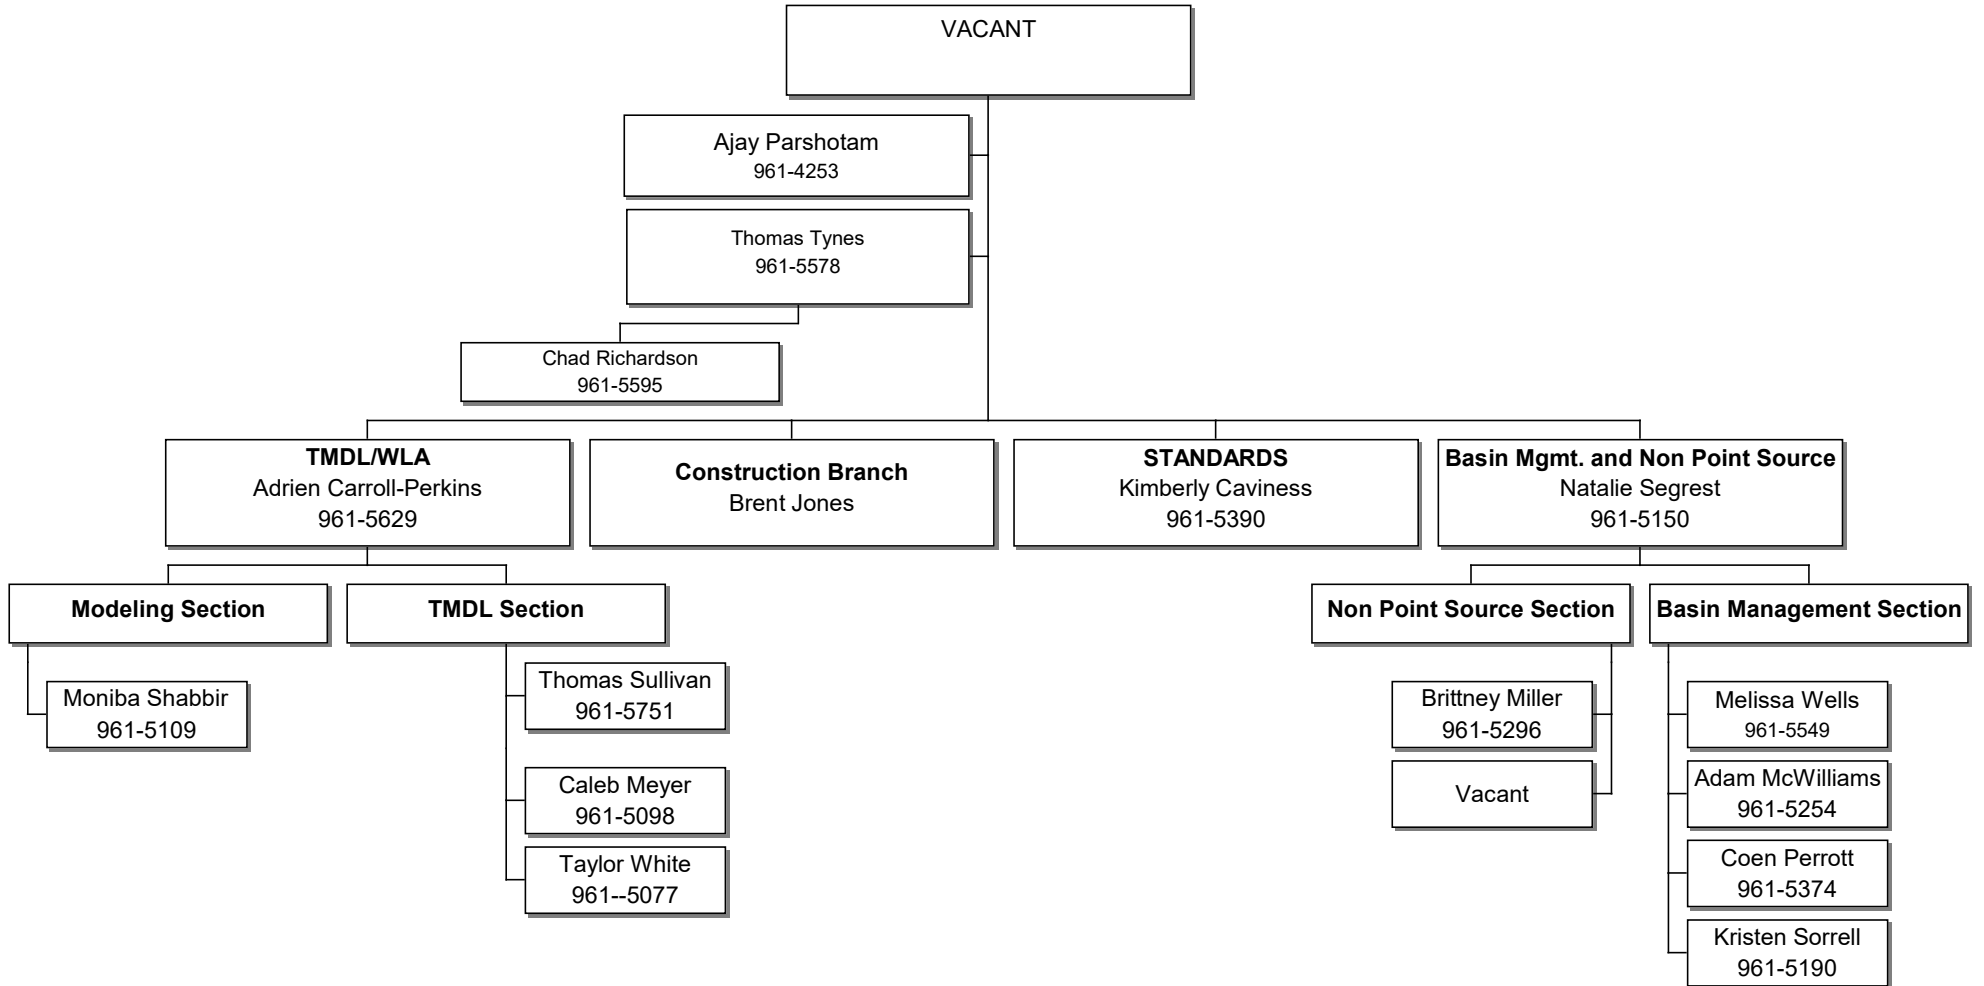 VACANT
Ajay Parshotam
961-4253
Thomas Tynes
961-5578
Chad Richardson
961-5595
TMDL/WLA
Adrien Carroll-Perkins
961-5629
Construction Branch
Brent Jones
STANDARDS
Kimberly Caviness
961-5390
Basin Mgmt. and Non Point Source
Natalie Segrest
961-5150
Modeling Section
Moniba Shabbir
961-5109
TMDL Section
Thomas Sullivan
961-5751
Caleb Meyer
961-5098
Taylor White
961--5077
Non Point Source Section
Brittney Miller
961-5296
Vacant
Basin Management Section
Melissa Wells
961-5549
Adam McWilliams
961-5254
Coen Perrott
961-5374
Kristen Sorrell
961-5190